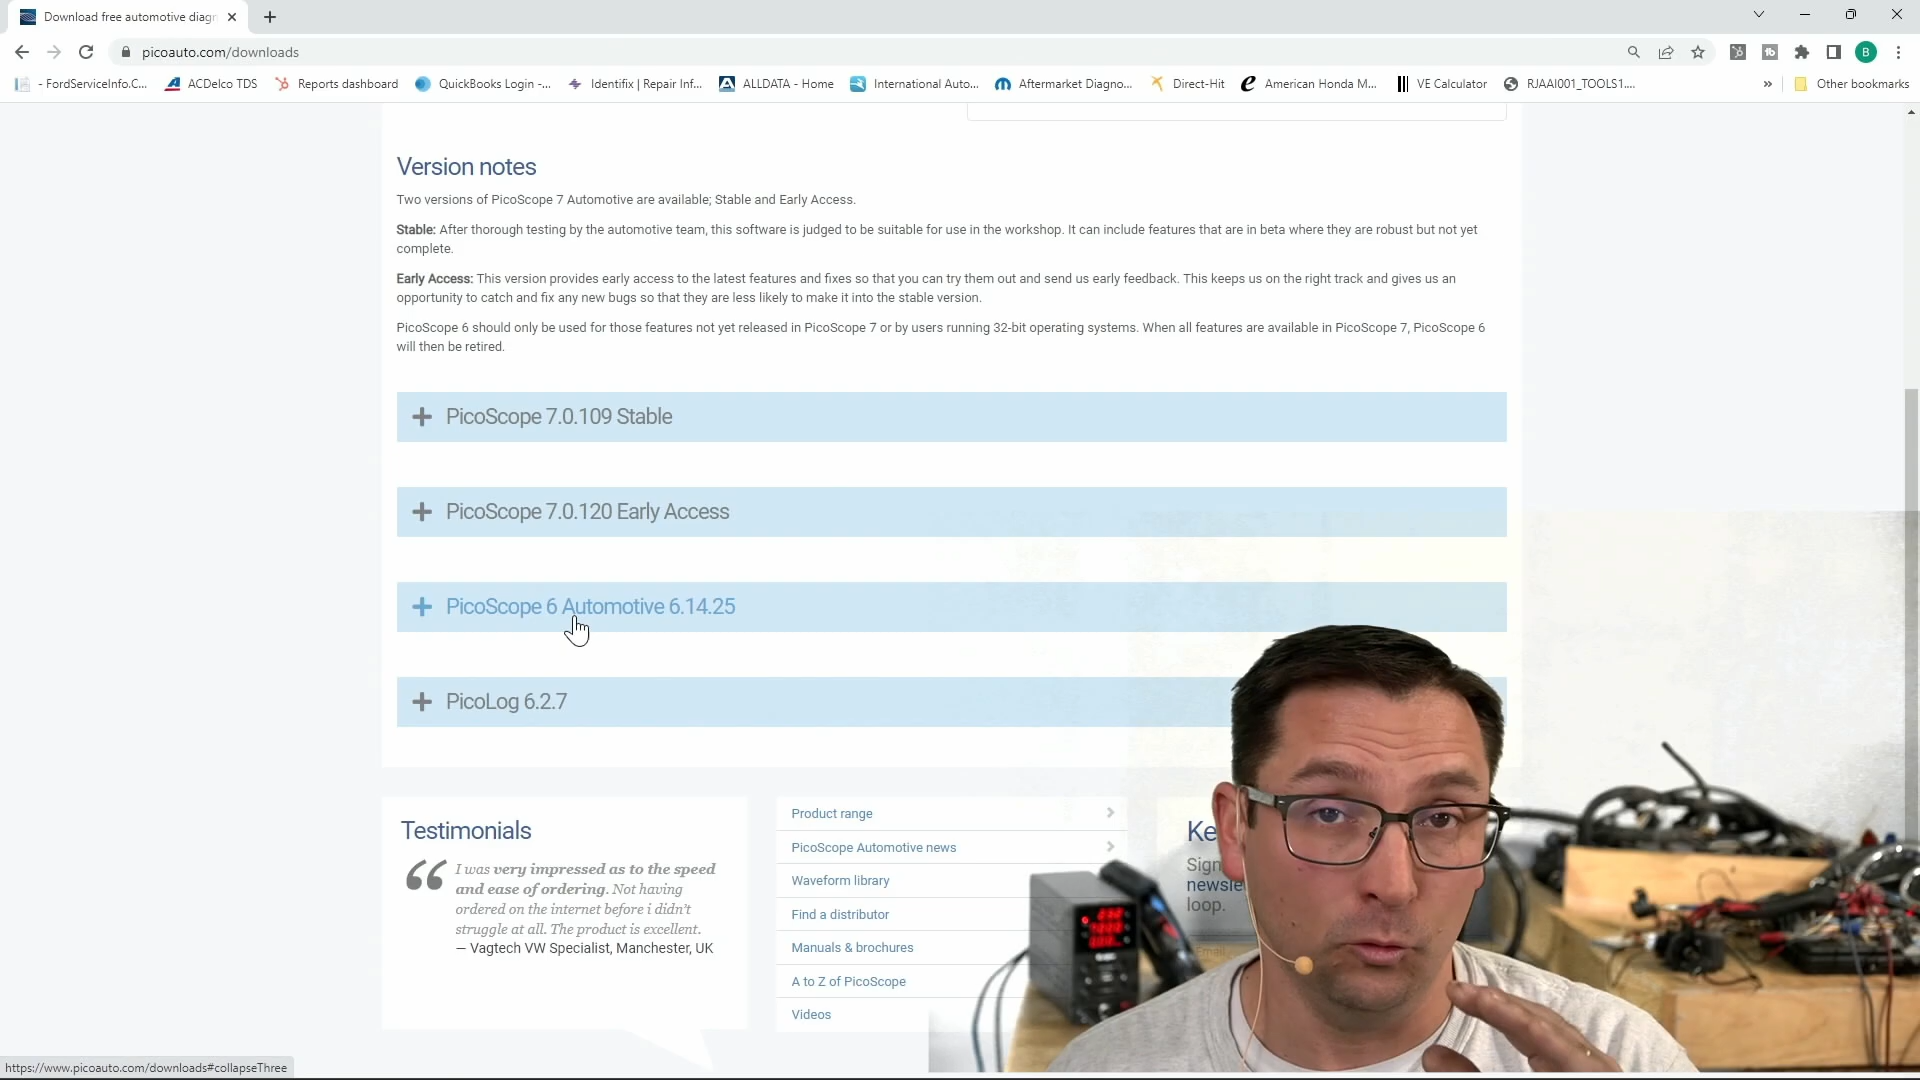 Download free automotive diagn
picoauto.com/downloads
B
- FordServiceInfo.C...
ACDelco TDS
Reports dashboard
QuickBooks Login -...
Identifix | Repair Inf...
ALLDATA - Home
International Auto...
Aftermarket Diagno...
Direct-Hit
American Honda M...
VE Calculator
RJAAI001_TOOLS1....
»
Other bookmarks
Version notes
Two versions of PicoScope 7 Automotive are available; Stable and Early Access.
Stable: After thorough testing by the automotive team, this software is judged to be suitable for use in the workshop. It can include features that are in beta where they are robust but not yet
complete.
Early Access: This version provides early access to the latest features and fixes so that you can try them out and send us early feedback. This keeps us on the right track and gives us an
opportunity to catch and fix any new bugs so that they are less likely to make it into the stable version.
PicoScope 6 should only be used for those features not yet released in PicoScope 7 or by users running 32-bit operating systems. When all features are available in PicoScope 7, PicoScope 6
will then be retired.
PicoScope 7.0.109 Stable
PicoScope 7.0.120 Early Access
PicoScope 6 Automotive 6.14.25
PicoLog 6.2.7
Testimonials
I was very impressed as to the speed
and ease of ordering. Not having
ordered on the internet before i didn't
struggle at all. The product is excellent.
— Vagtech VW Specialist, Manchester, UK
Product range
PicoScope Automotive news
Waveform library
Find a distributor
Manuals & brochures
A to Z of PicoScope
Videos
Ke
Sign
newsle
loop.
Email
https://www.picoauto.com/downloads#collapseThree